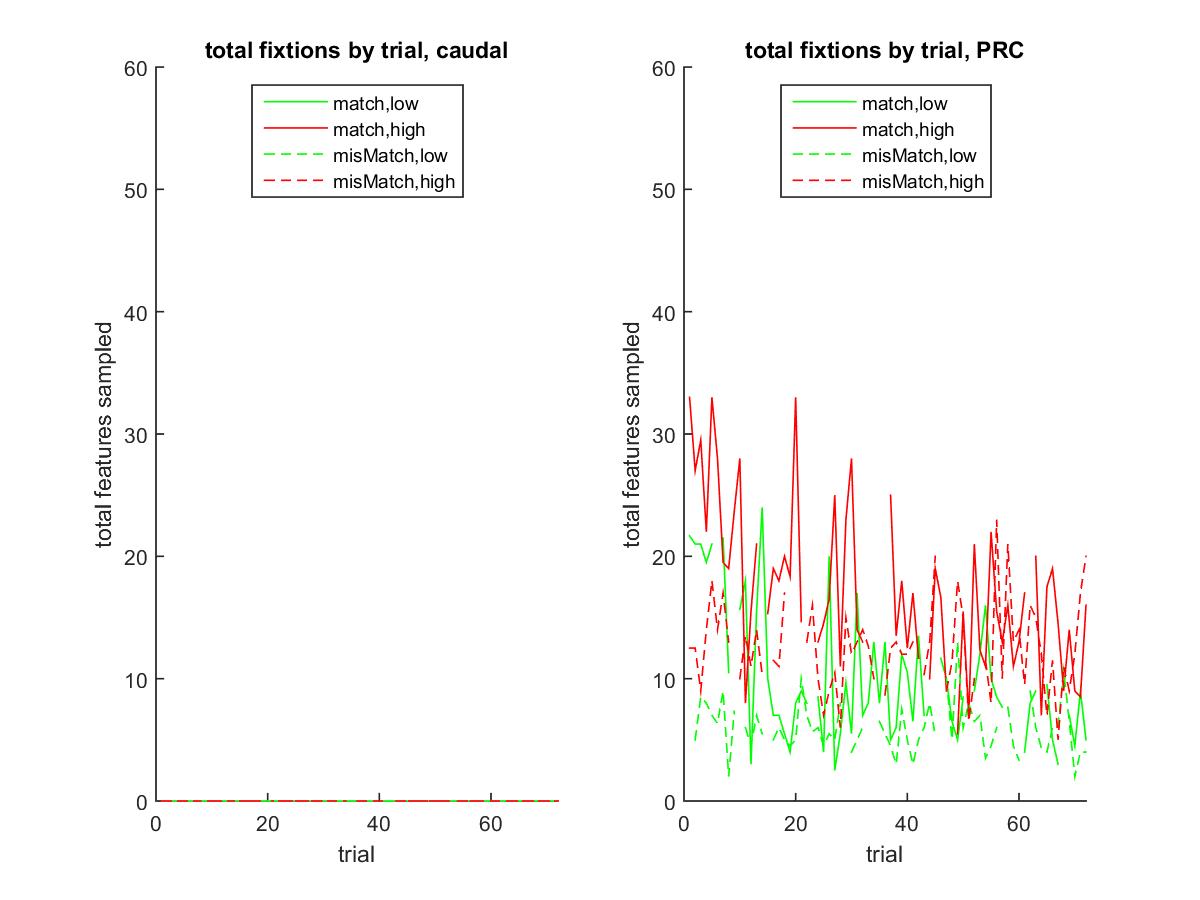 total fixtions by trial, caudal
60
50
40
30
20
10
0
0 20 40 60
trial
total features sampled
match,low
match,high
misMatch,low
misMatch,high
total fixtions by trial, PRC
60
50
40
30
20
10
0
0 20 40 60
trial
total features sampled
match,low
match,high
misMatch,low
misMatch,high